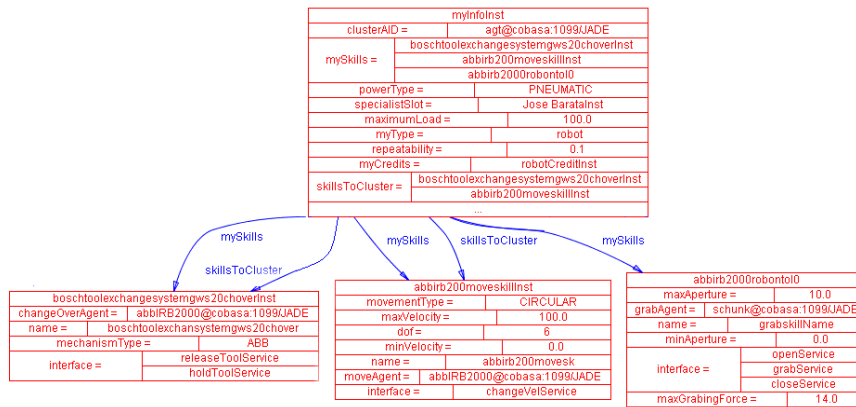 myInfoInst
clusterAID = agt@cobasa:1099/JADE
mySkills = boschtoolexchangesystemgws20choverInst
abbirb200moveskillInst
abbirb2000robontol0
powerType = PNEUMATIC
specialistSlot = Jose BarataInst
maximumLoad = 100.0
myType = robot
repeatability = 0.1
myCredits = robotCreditInst
skillsToCluster = boschtoolexchangesystemgws20choverInst
abbirb200moveskillInst
...
mySkills
skillsToCluster
mySkills
skillsToCluster
mySkills
boschtoolexchangesystemgws20choverInst
changeOverAgent = abbIRB2000@cobasa:1099/JADE
name = boschtoolexchansystemgws20chover
mechanismType = ABB
interface = releaseToolService
holdToolService
abbirb200moveskillInst
movementType = CIRCULAR
maxVelocity = 100.0
dof = 6
minVelocity = 0.0
name = abbirb200movesk
moveAgent = abbIRB2000@cobasa:1099/JADE
interface = changeVelService
abbirb2000robontol0
maxAperture = 10.0
grabAgent = schunk@cobasa:1099/JADE
name = grabskillName
minAperture = 0.0
interface = openService
grabService
closeService
maxGrabingForce = 14.0